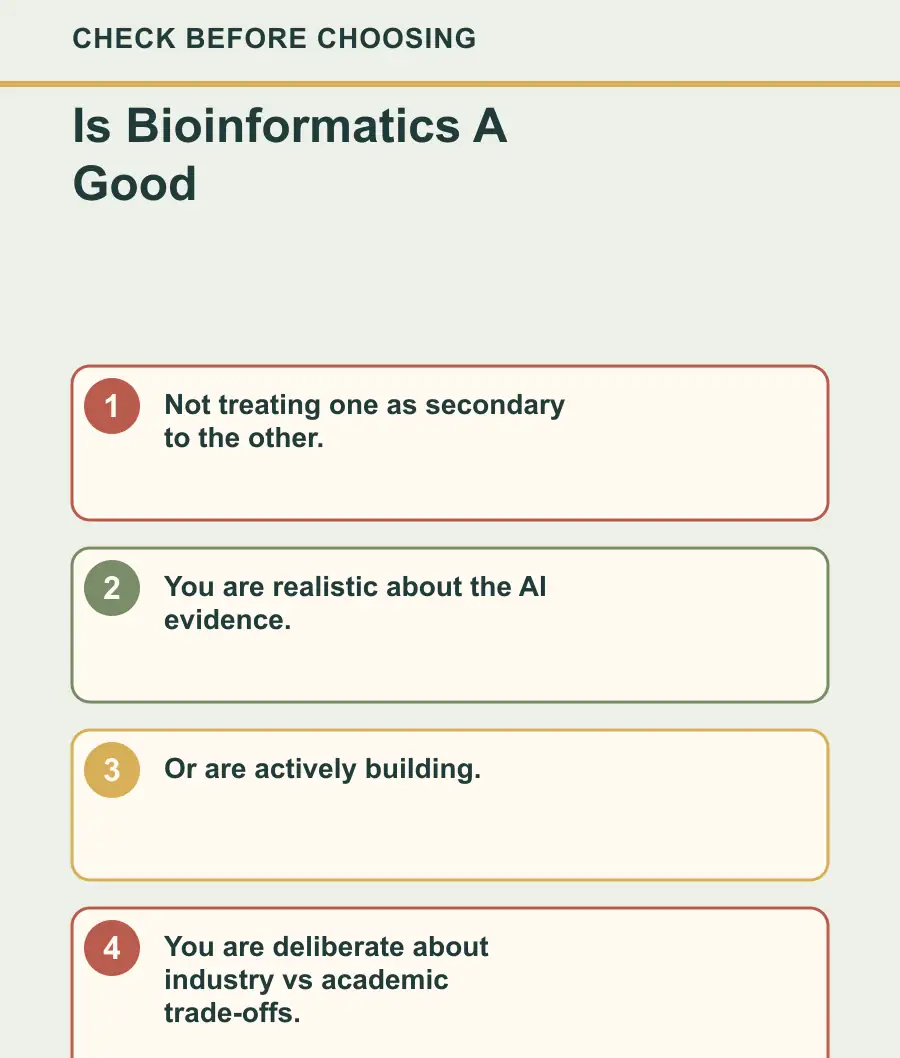 CHECK BEFORE CHOOSING
Is Bioinformatics A
Good
1
Not treating one as secondary
to the other.
2
You are realistic about the AI
evidence.
3
Or are actively building.
4
You are deliberate about
industry vs academic
trade-offs.